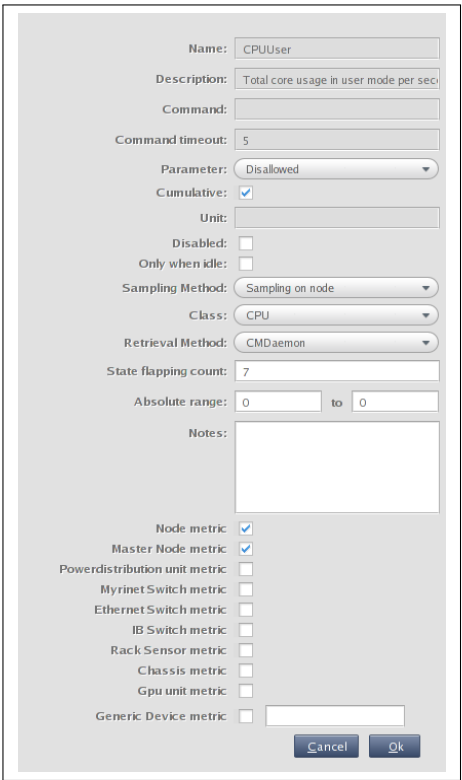 Name: CPUUser
Description: Total core usage in user mode per sec
Command:
Command timeout: 5
Parameter: Disallowed
Cumulative:
Unit:
Disabled:
Only when idle:
Sampling Method: Sampling on node
Class: CPU
Retrieval Method: CMDaemon
State flapping count: 7
Absolute range: 0 to 0
Notes:
Node metric
Master Node metric
Powerdistribution unit metric
Myrinet Switch metric
Ethernet Switch metric
IB Switch metric
Rack Sensor metric
Chassis metric
Gpu unit metric
Generic Device metric
Cancel Ok